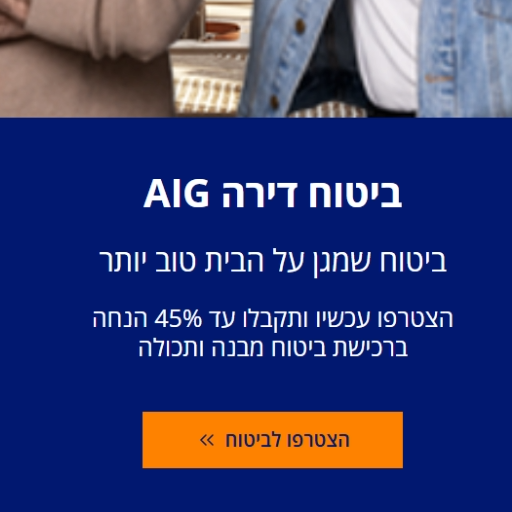 ביטוח דירה AIG
ביטוח שמגן על הבית טוב יותר
הצטרפו עכשיו ותקבלו עד 45% הנחה
ברכישת ביטוח מבנה ותכולה
הצטרפו לביטוח »